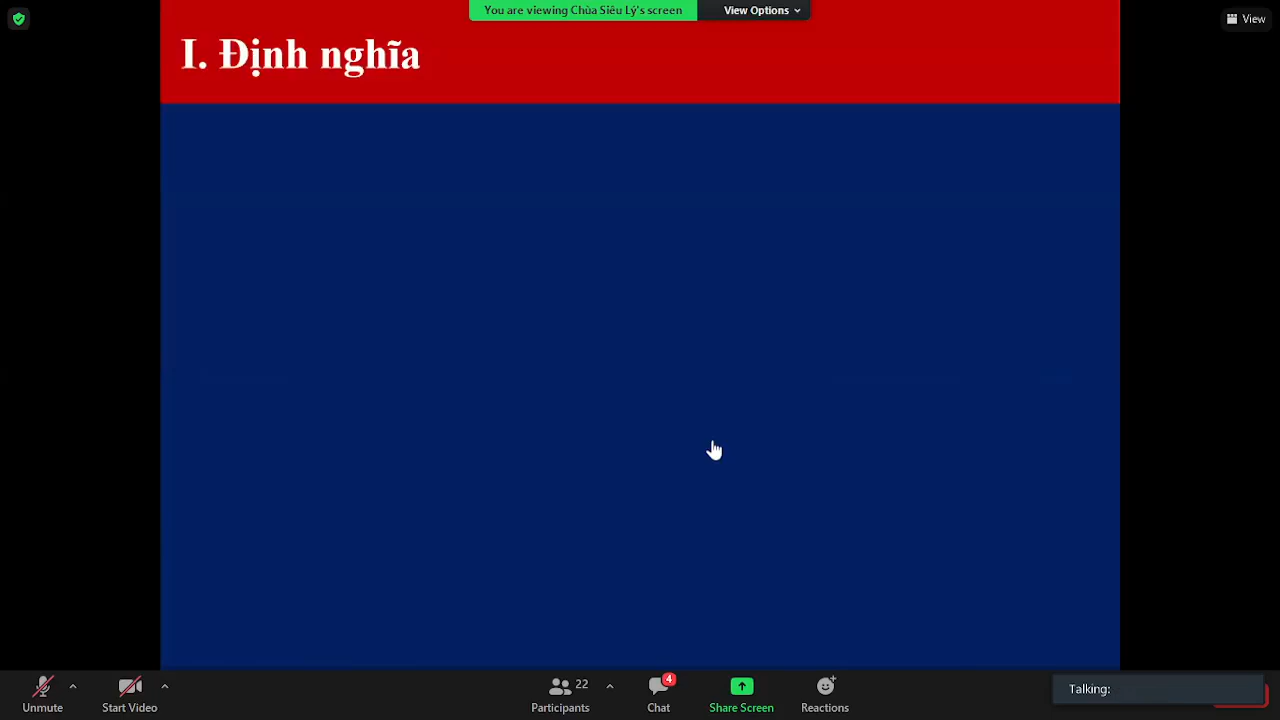 You are viewing Chùa Siêu Lý's screen
View Options
View
I. Định nghĩa
Unmute
Start Video
22
Participants
4
Chat
Share Screen
Reactions
Talking: